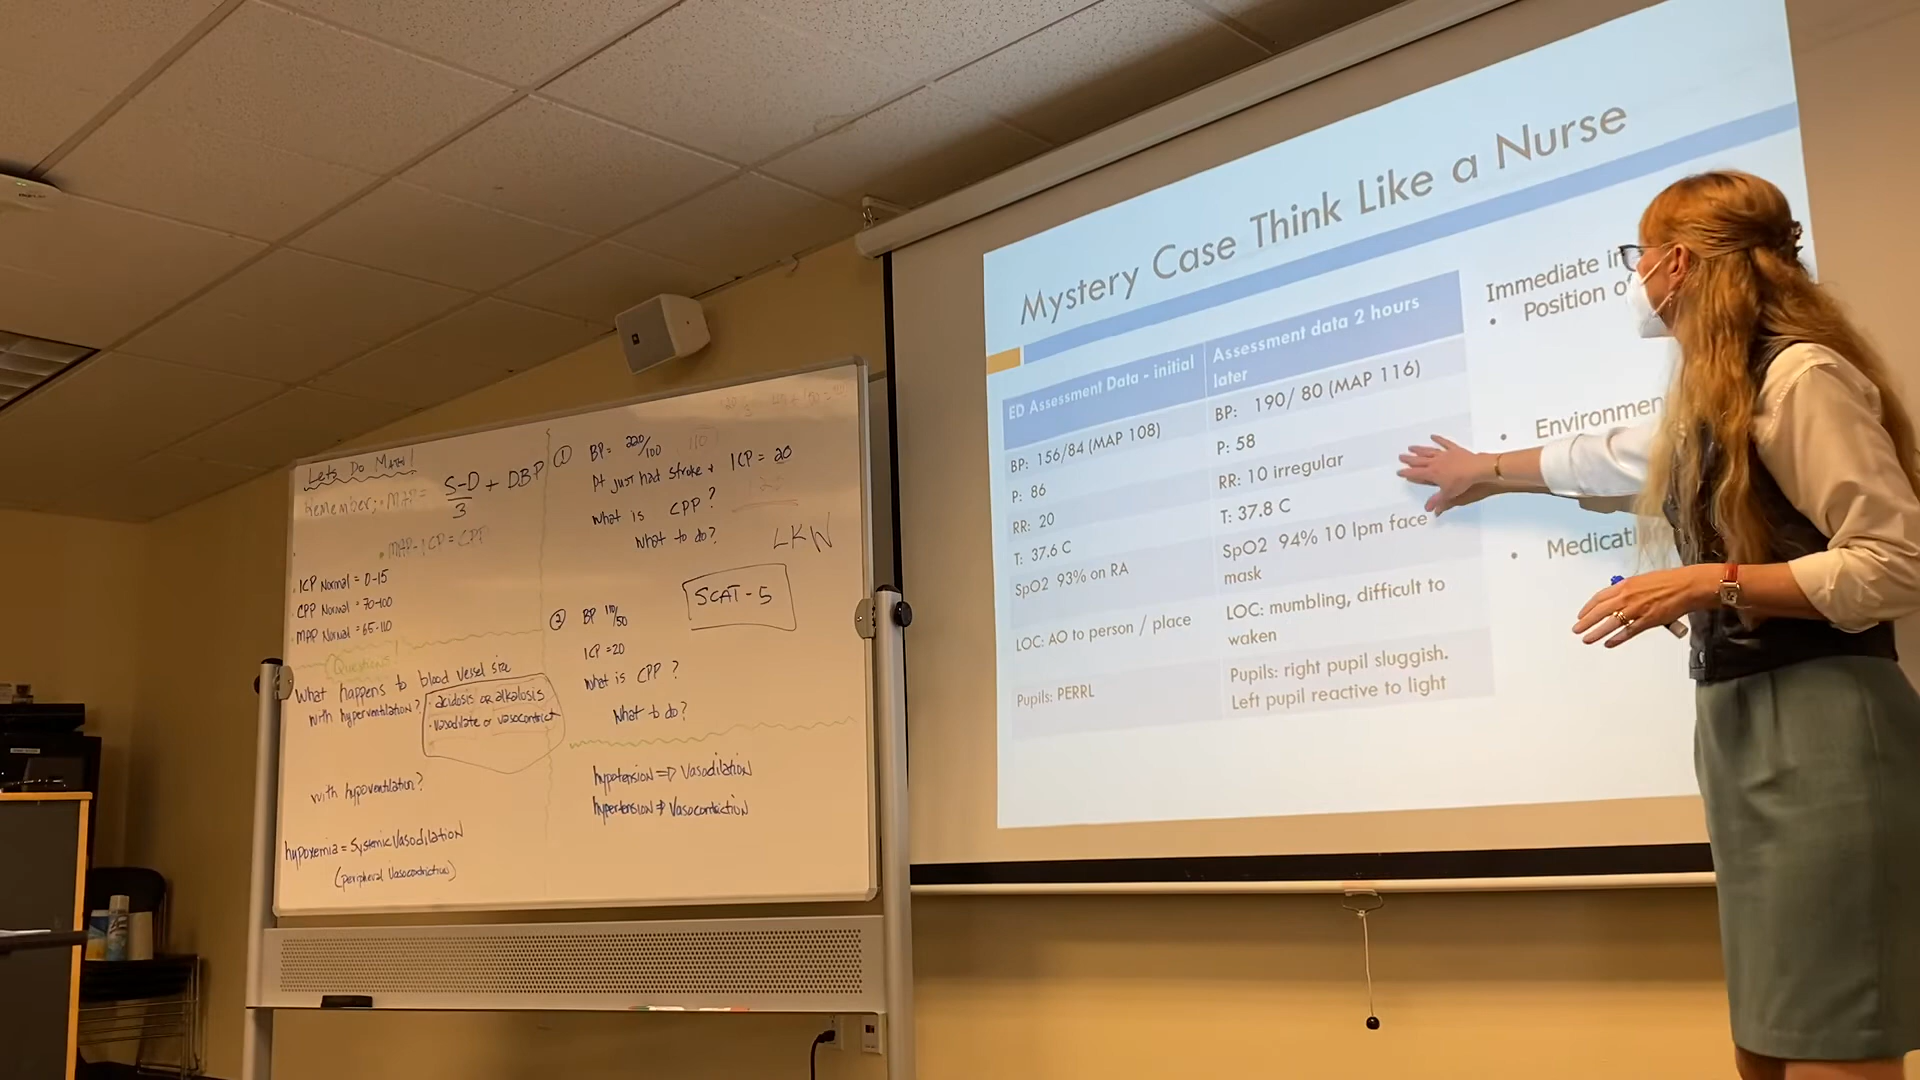 Lets Do Math!
Remember: • MAP = S-D/3 + DBP
• MAP-ICP = CPP
• ICP Normal = 0-15
• CPP Normal = 70-100
• MAP Normal = 65-110
Questions!
What happens to blood vessel size
with hyperventilation?
• acidosis or alkalosis
• Vasodilate or vasocontrict
with hypoventilation?
hypoxemia = Systemic Vasodilation
(peripheral Vasoconstriction)
① BP= 220/100
Pt just had stroke + ICP = 20
What is CPP?
What to do?
LKW
SCAT-5
② BP 110/50
ICP =20
What is CPP?
What to do?
hypotension => Vasodilation
hypertension => Vasocontriction
Mystery Case Think Like a Nurse
ED Assessment Data - initial
BP: 156/84 (MAP 108)
P: 86
RR: 20
T: 37.6 C
SpO2 93% on RA
LOC: AO to person / place
Pupils: PERRL
Assessment data 2 hours
later
BP: 190/ 80 (MAP 116)
P: 58
RR: 10 irregular
T: 37.8 C
SpO2 94% 10 lpm face
mask
LOC: mumbling, difficult to
waken
Pupils: right pupil sluggish.
Left pupil reactive to light
Immediate
• Position
•
•